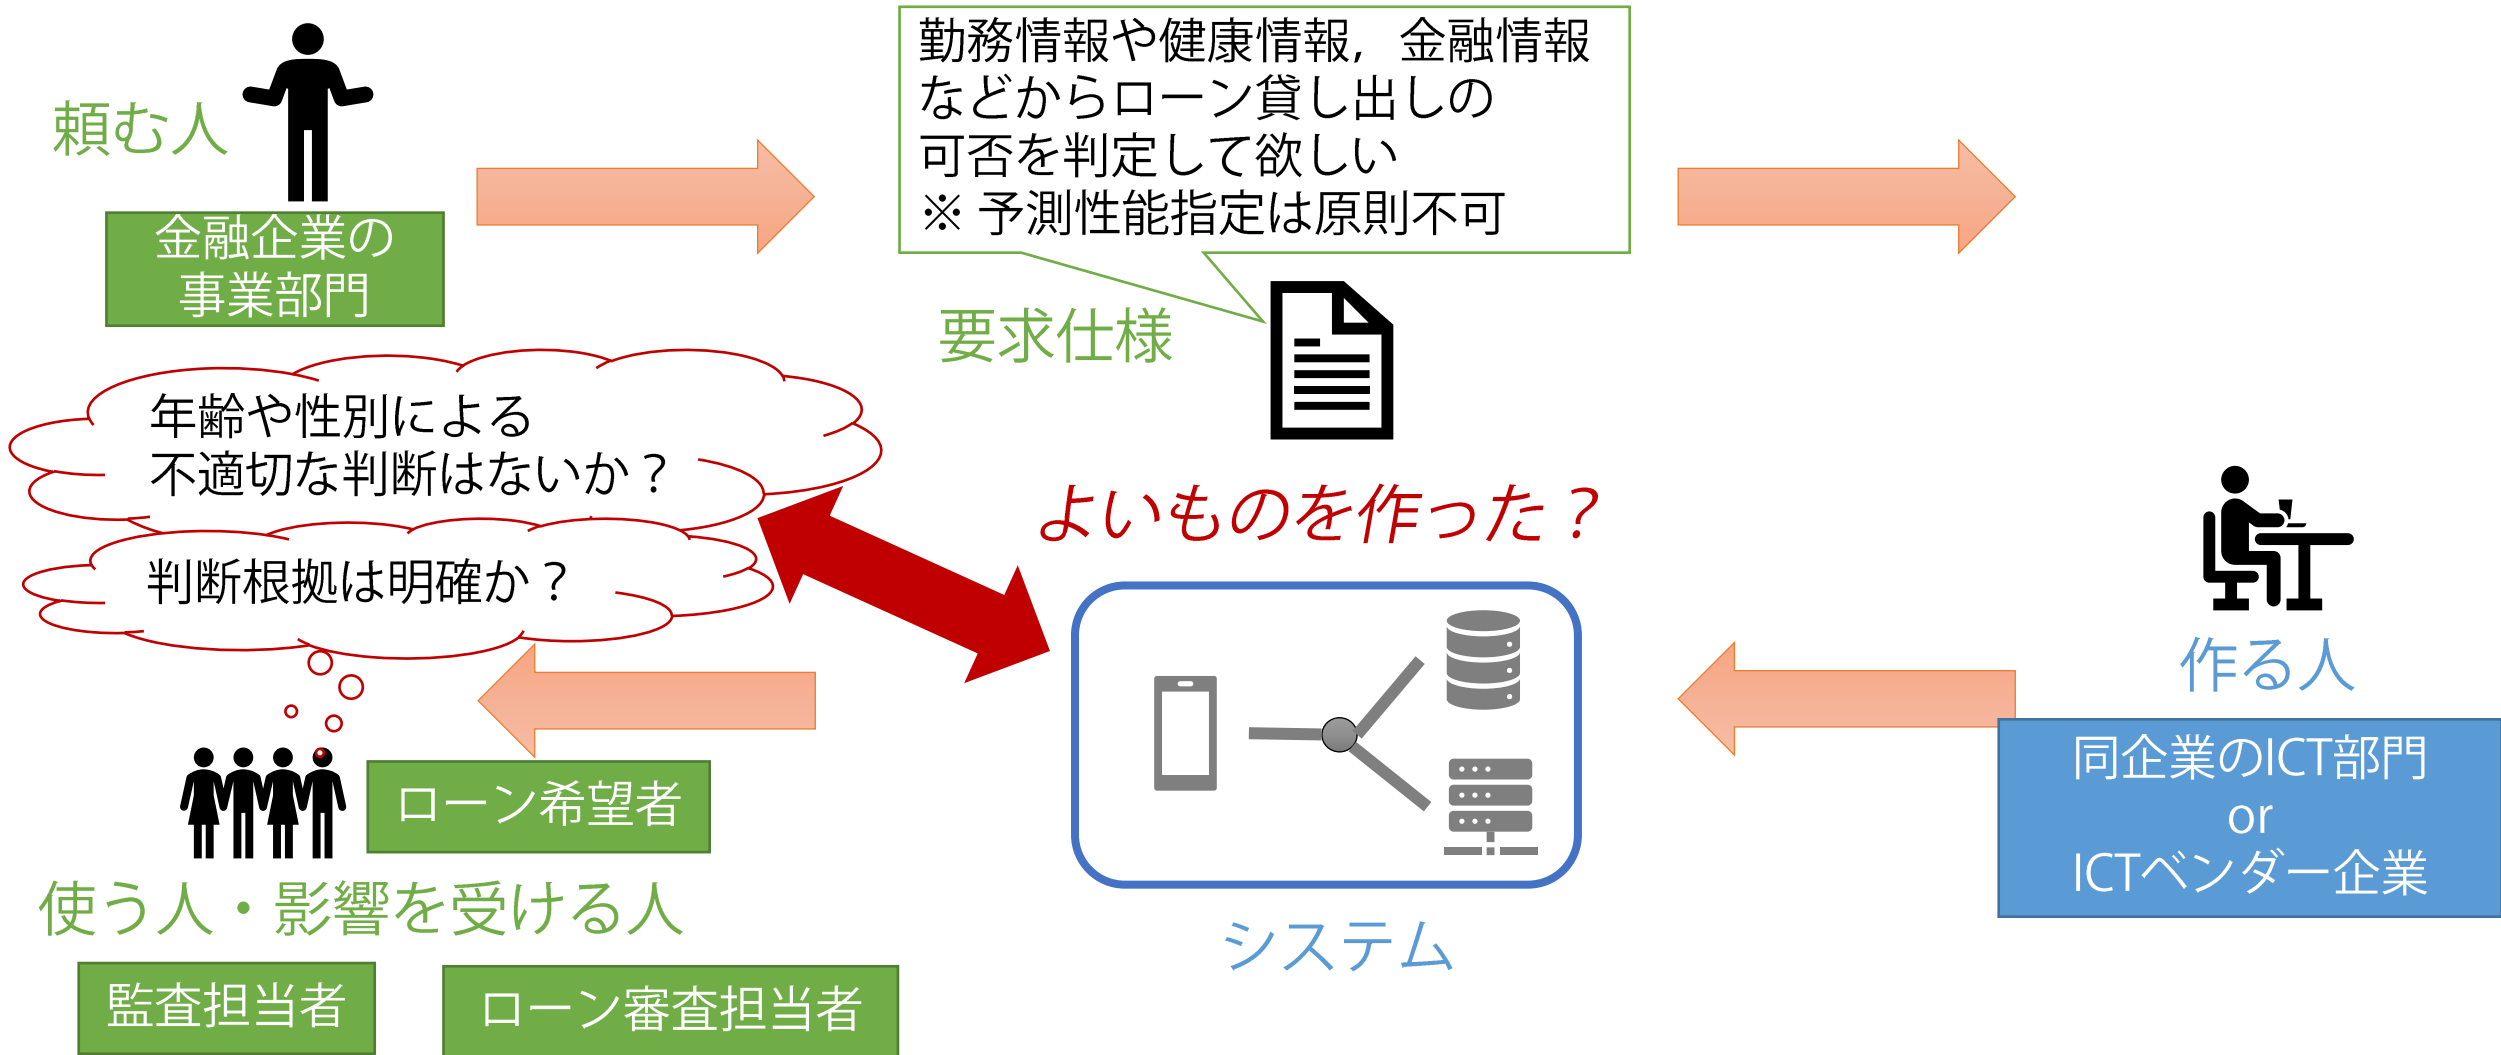 頼む人
金融企業の
事業部門
勤務情報や健康情報，金融情報
などからローン貸し出しの
可否を判定して欲しい
※予測性能指定は原則不可
要求仕様
年齢や性別による
不適切な判断はないか？
判断根拠は明確か？
よいものを作った？
作る人
同企業のICT部門
or
ICTベンダー企業
ローン希望者
使う人・影響を受ける人
システム
監査担当者
ローン審査担当者